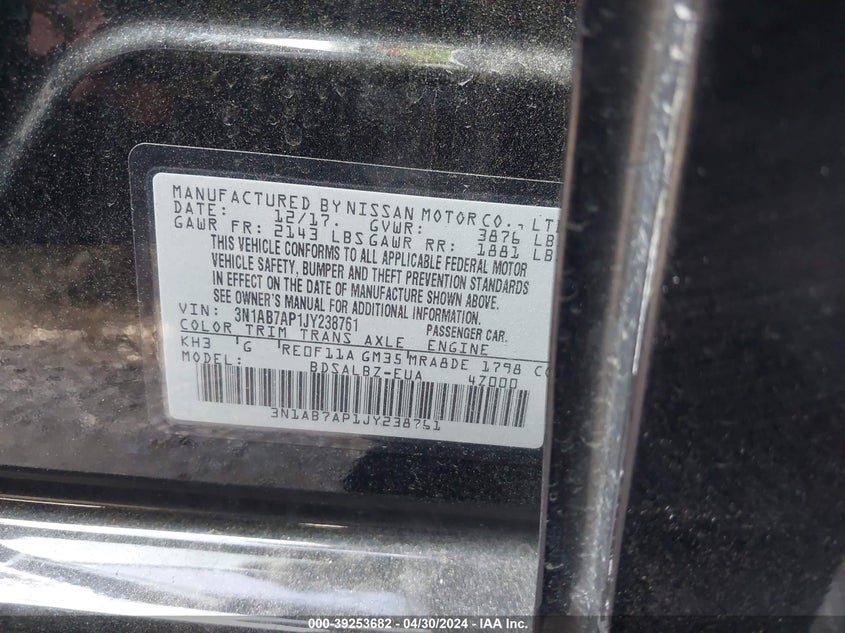 MANUFACTURED BY NISSAN MOTOR CO., LT
DATE: 12/17. GVWR: 3876 LB
GAWR FR: 2143 LBS GAWR RR: 1881 LB
THIS VEHICLE CONFORMS TO ALL APPLICABLE FEDERAL MOTOR
VEHICLE SAFETY, BUMPER AND THEFT PREVENTION STANDARDS
IN EFFECT ON THE DATE OF MANUFACTURE SHOWN ABOVE.
SEE OWNER'S MANUAL FOR ADDITIONAL INFORMATION.
VIN: 3N1AB7AP1JY238761 PASSENGER CAR.
COLOR TRIM TRANS AXLE ENGINE
KH3 'G 'RE0F11A GM35 MRA8DE 1798 CC
MODEL: BDSALBZ-EUA 4Z000
3N1AB7AP1JY238761
000-39253682 - 04/30/2024 - IAA Inc.